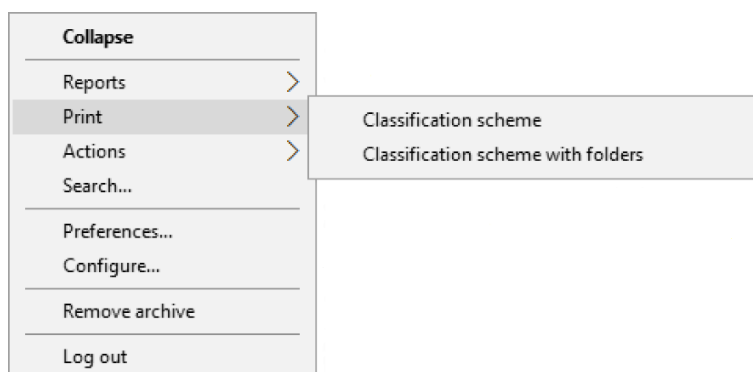 Collapse
Reports
Print
Classification scheme
Classification scheme with folders
Actions
Search...
Preferences...
Configure...
Remove archive
Log out